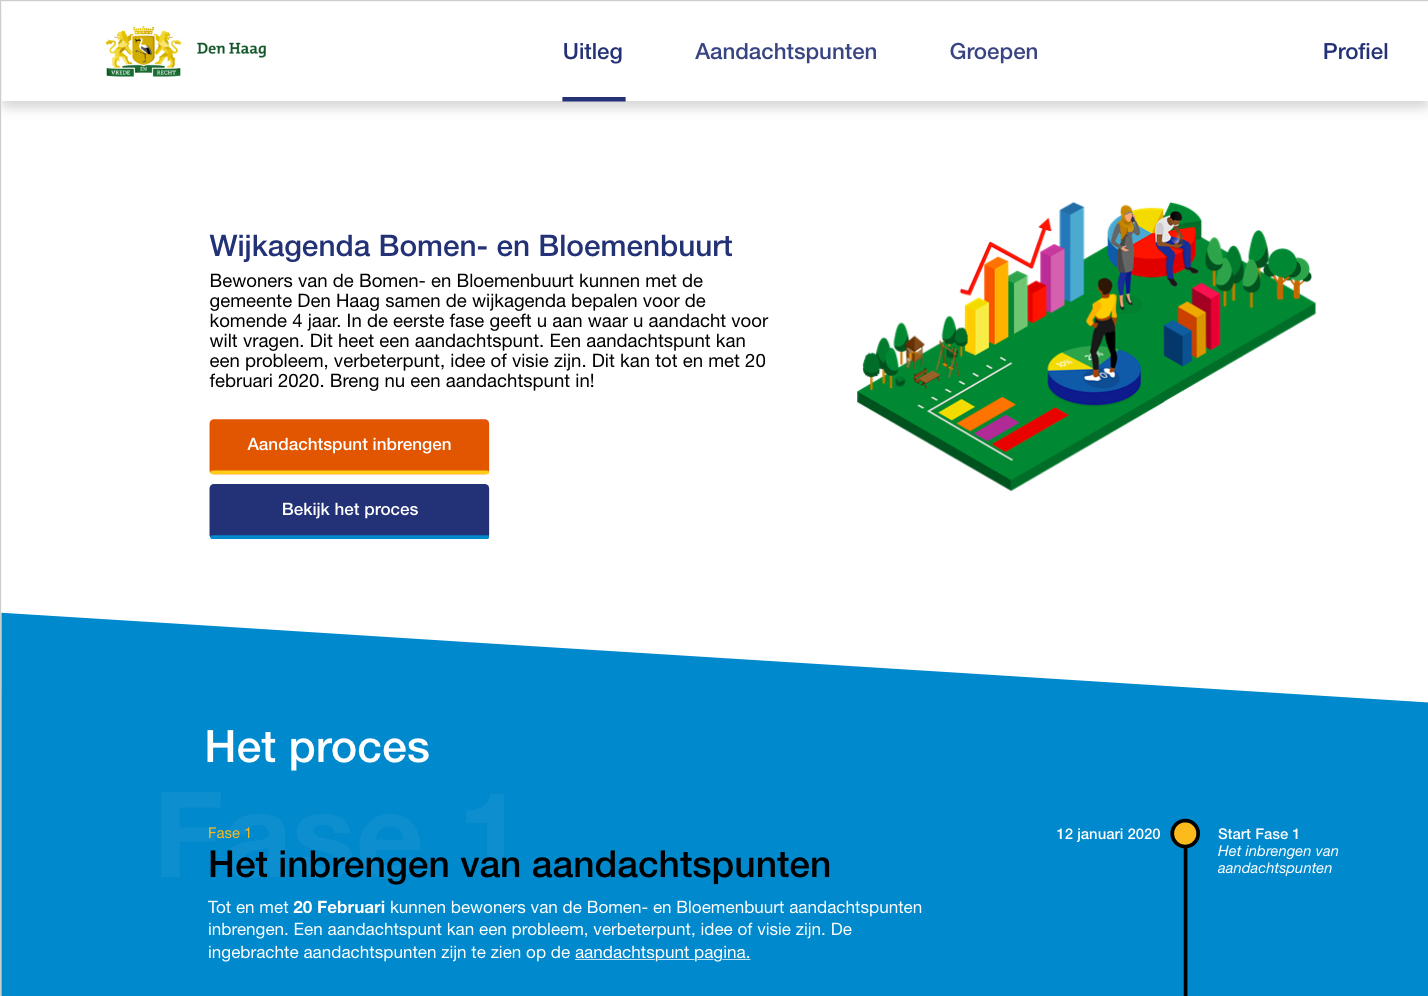 VREDE EN RECHT
Den Haag
Uitleg
Aandachtspunten
Groepen
Profiel
Wijkagenda Bomen- en Bloemenbuurt
Bewoners van de Bomen- en Bloemenbuurt kunnen met de
gemeente Den Haag samen de wijkagenda bepalen voor de
komende 4 jaar. In de eerste fase geeft u aan waar u aandacht voor
wilt vragen. Dit heet een aandachtspunt. Een aandachtspunt kan
een probleem, verbeterpunt, idee of visie zijn. Dit kan tot en met 20
februari 2020. Breng nu een aandachtspunt in!
Aandachtspunt inbrengen
Bekijk het proces
Het proces
Fase 1
Fase 1
Het inbrengen van aandachtspunten
Tot en met 20 Februari kunnen bewoners van de Bomen- en Bloemenbuurt aandachtspunten
inbrengen. Een aandachtspunt kan een probleem, verbeterpunt, idee of visie zijn. De
ingebrachte aandachtspunten zijn te zien op de aandachtspunt pagina.
12 januari 2020
Start Fase 1
Het inbrengen van
aandachtspunten